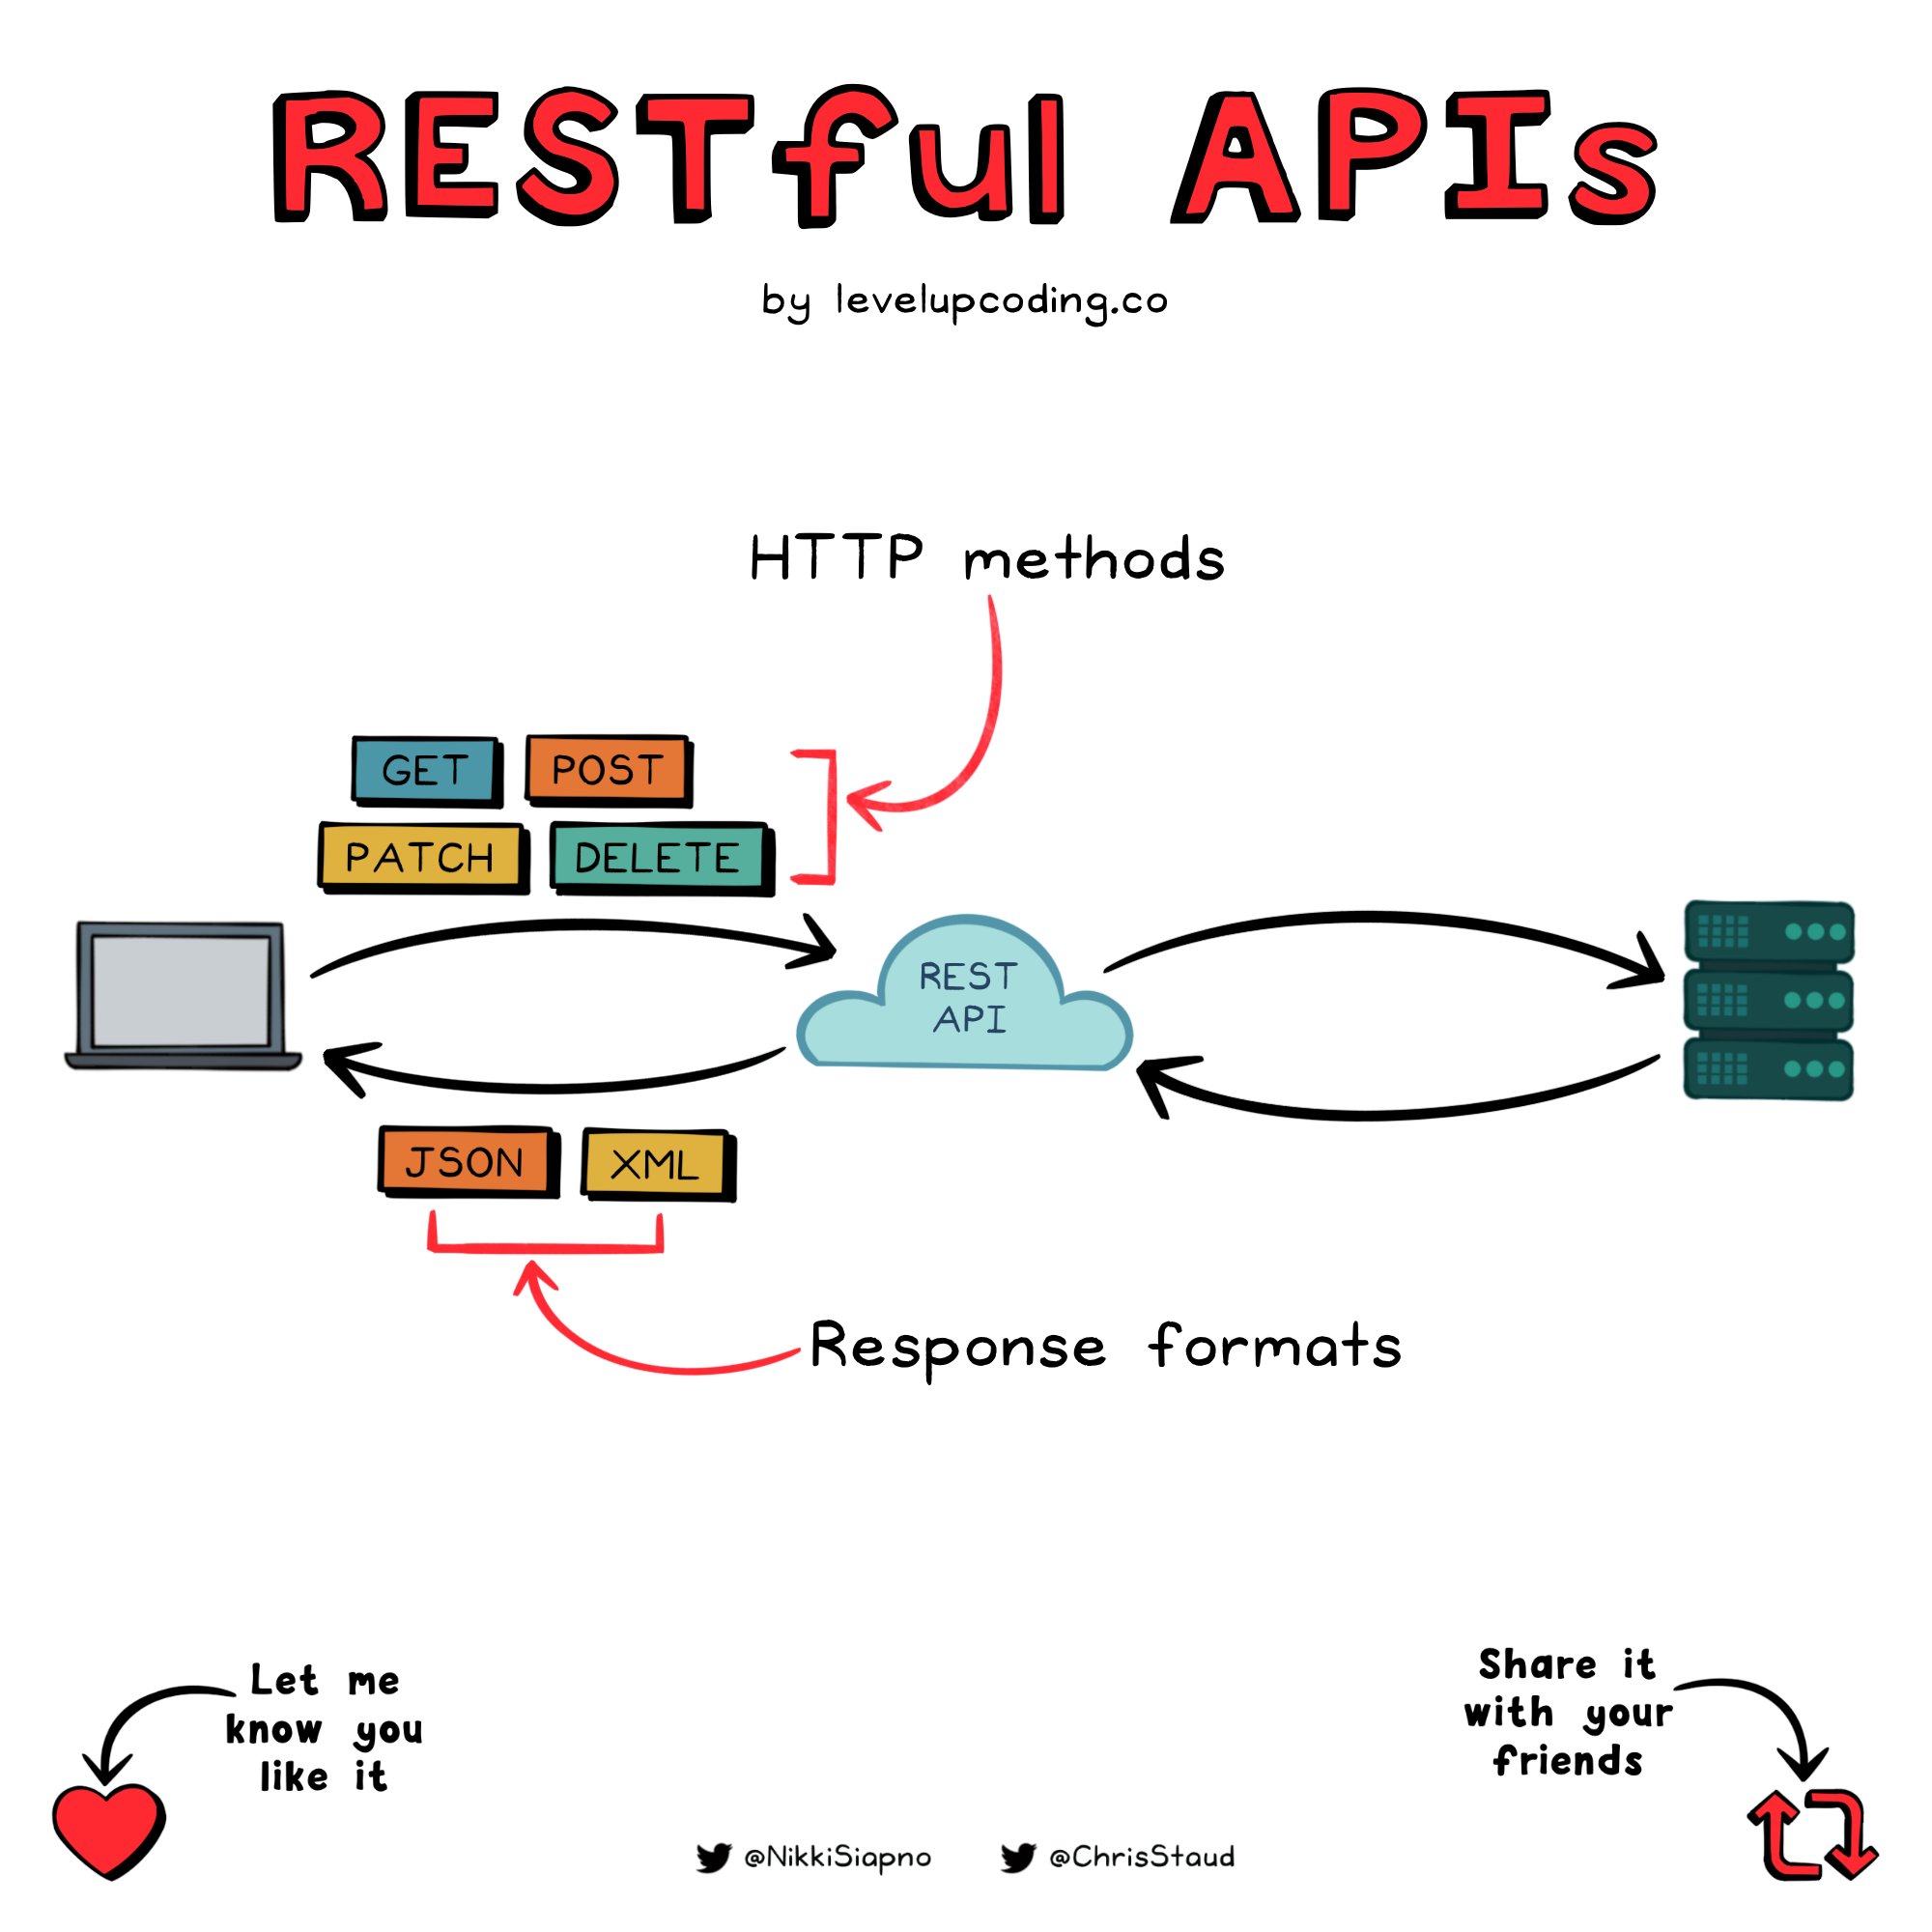 RESTful APIs
by levelupcoding.co
HTTP methods
GET POST
PATCH DELETE
REST
API
JSON XML
Response formats
Let me
know you
like it
Share it
with your
friends
@NikkiSiapno @ChrisStaud